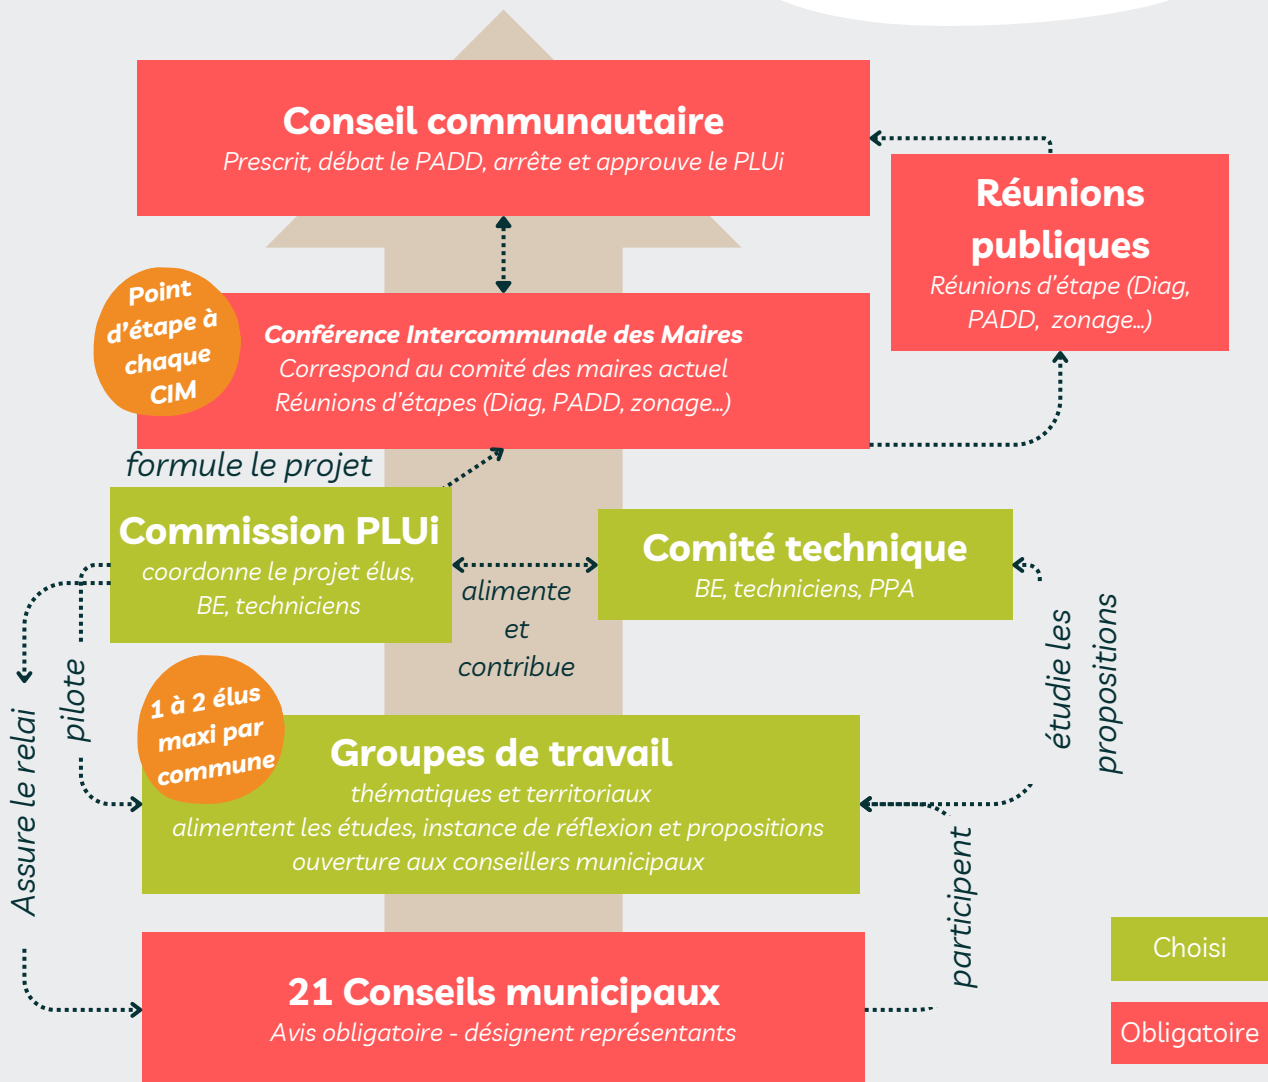 Conseil communautaire
Prescrit, débat le PADD, arrête et approuve le PLUi
Réunions
publiques
Réunions d'étape (Diag,
PADD, zonage...)
Point
d'étape à
chaque
CIM
Conférence Intercommunale des Maires
Correspond au comité des maires actuel
Réunions d'étapes (Diag, PADD, zonage...)
formule le projet
Commission PLUi
coordonne le projet élus,
BE, techniciens
alimente
et
contribue
Comité technique
BE, techniciens, PPA
étudie les
propositions
pilote
Assure le relai
1 à 2 élus
maxi par
commune
Groupes de travail
thématiques et territoriaux
alimentent les études, instance de réflexion et propositions
ouverture aux conseillers municipaux
participent
21 Conseils municipaux
Avis obligatoire - désignent représentants
Choisi
Obligatoire